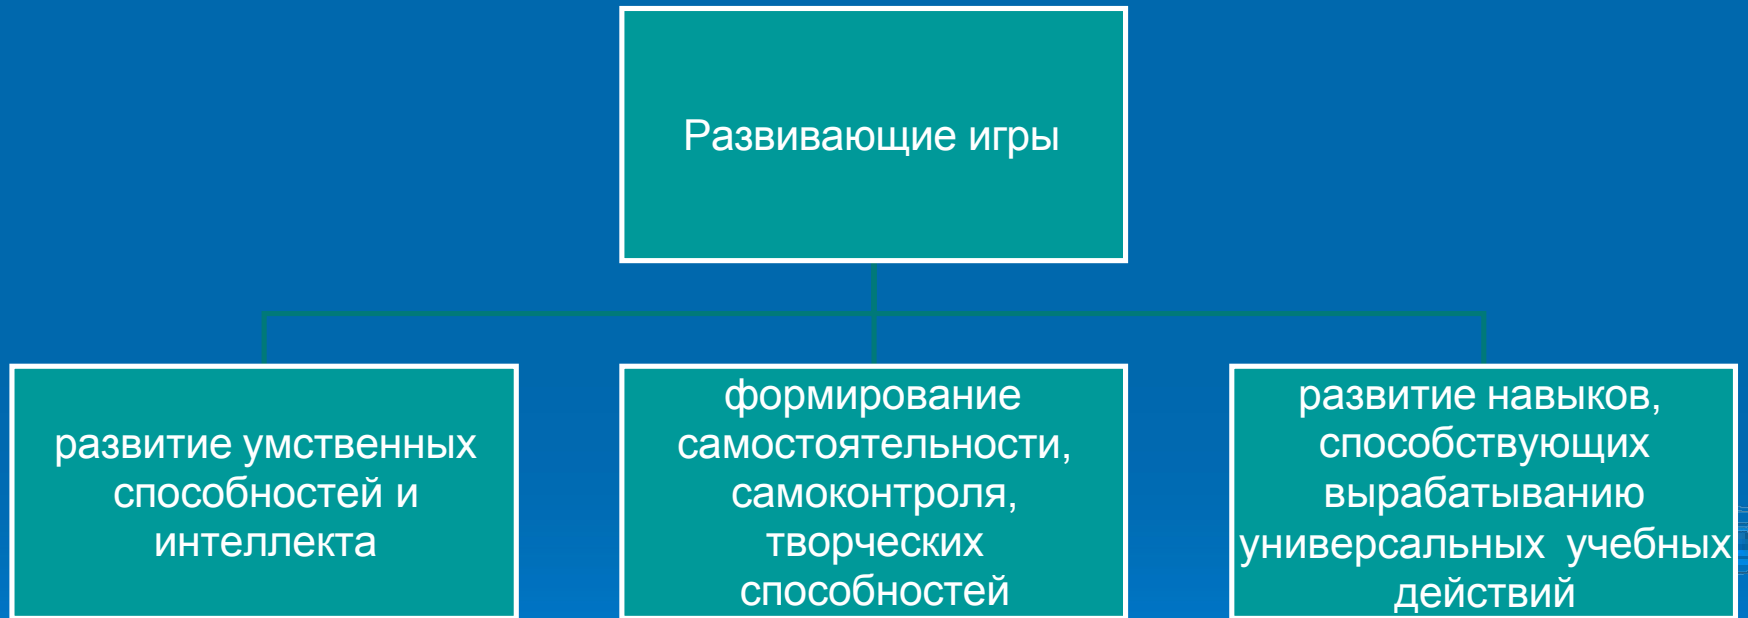 Развивающие игры
развитие умственных
способностей и
интеллекта
формирование
самостоятельности,
самоконтроля,
творческих
способностей
развитие навыков,
способствующих
вырабатыванию
универсальных учебных
действий